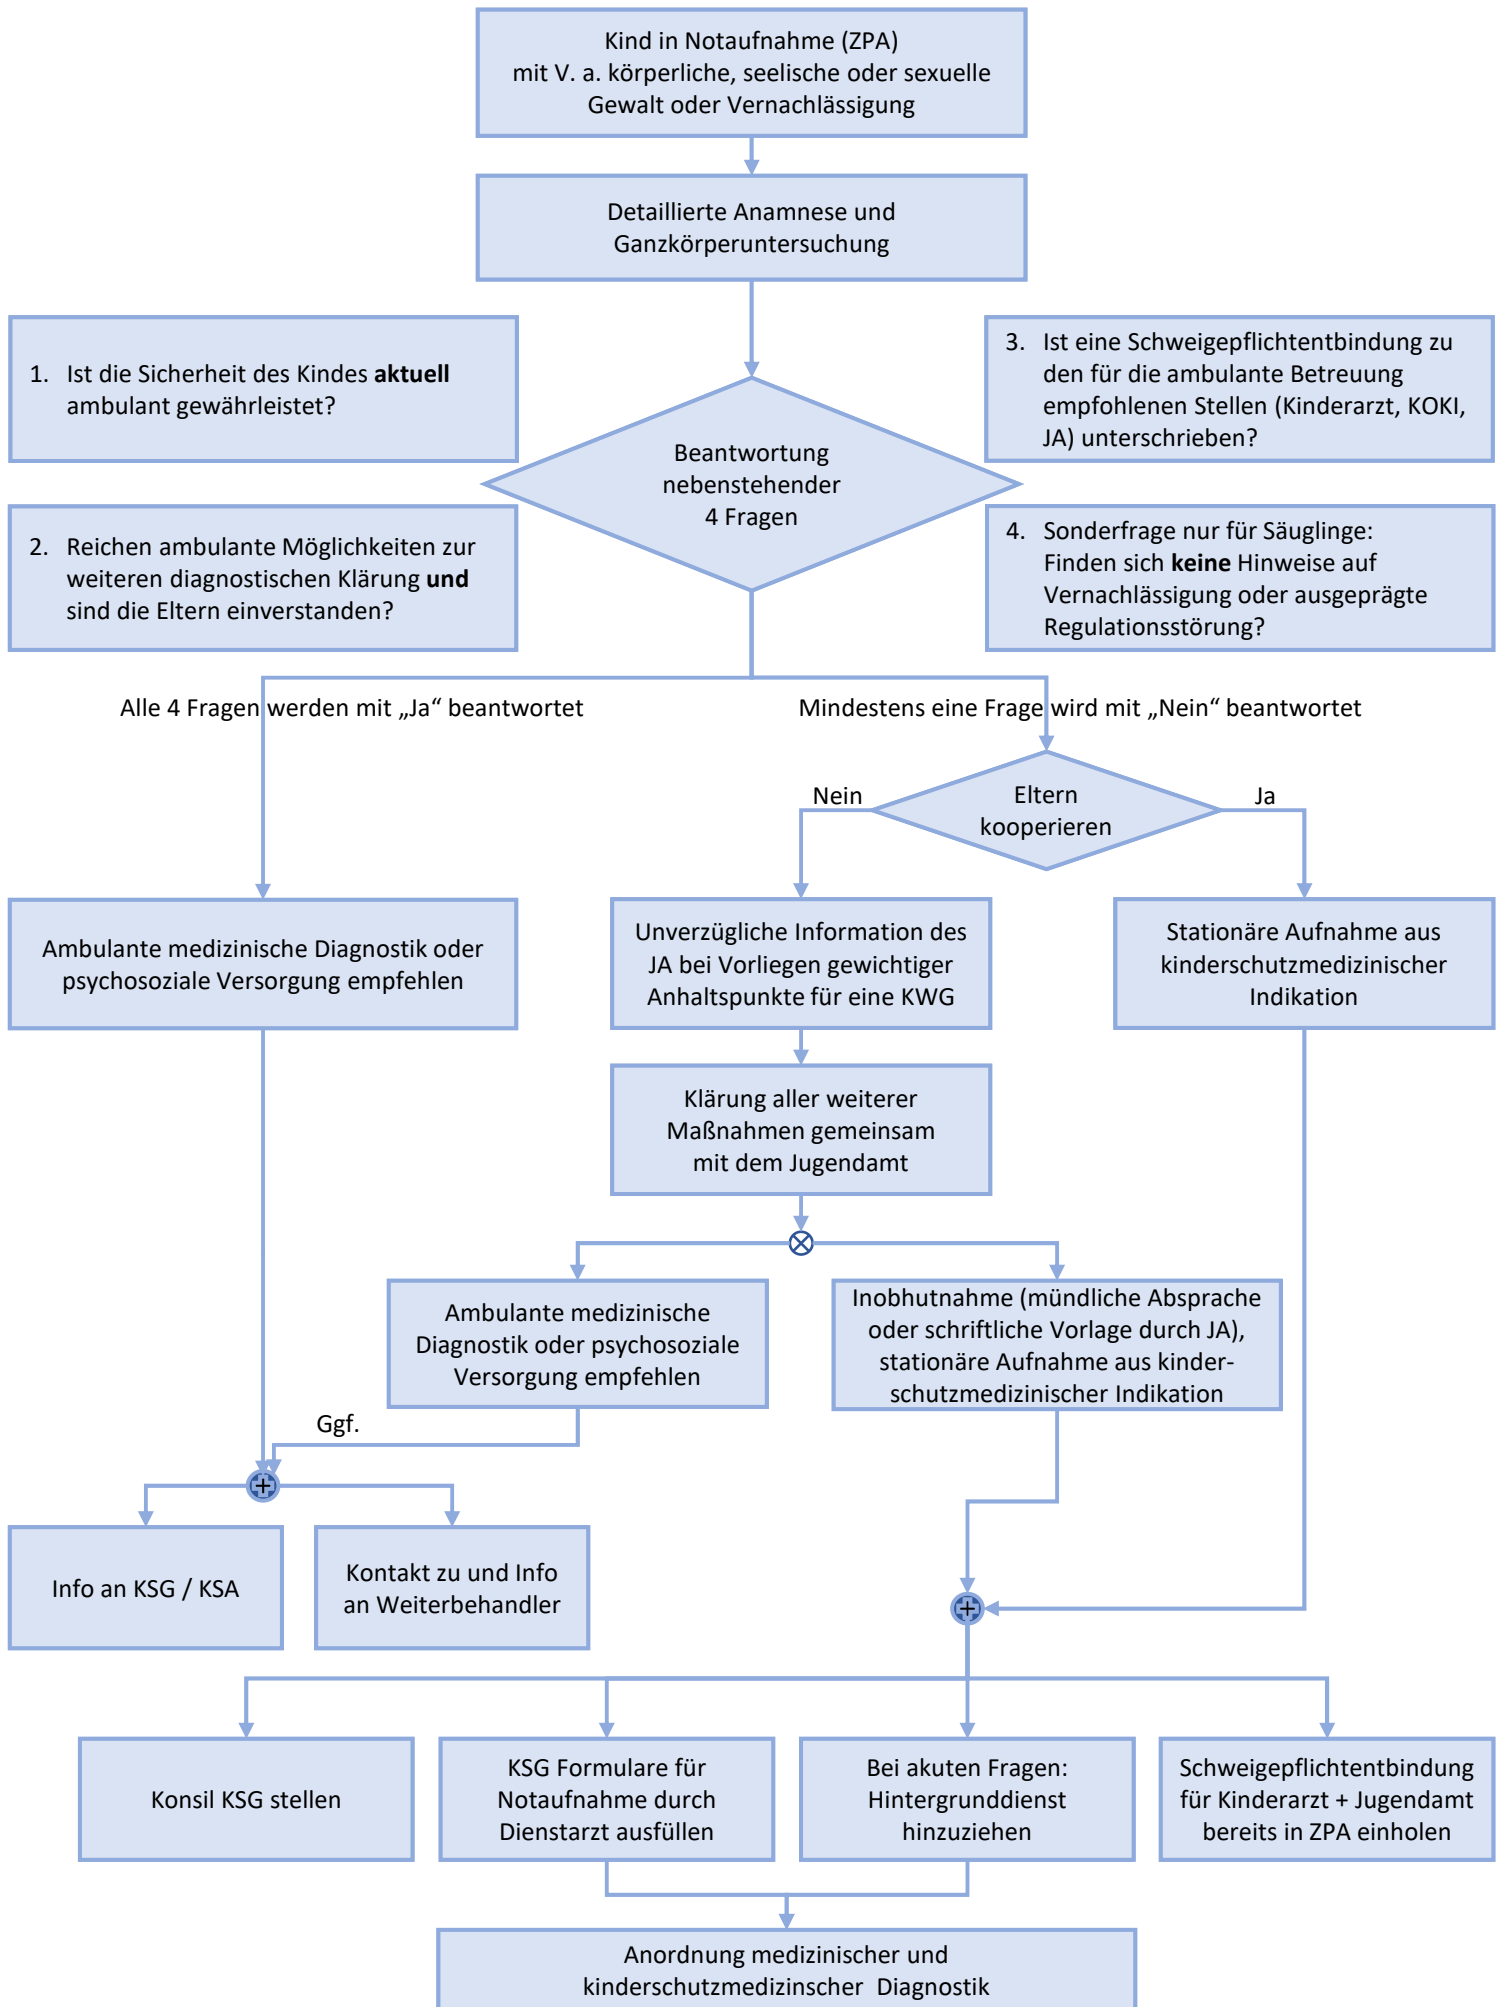 Kind in Notaufnahme (ZPA)
mit V. a. körperliche, seelische oder sexuelle
Gewalt oder Vernachlässigung
Detaillierte Anamnese und
Ganzkörperuntersuchung
1. Ist die Sicherheit des Kindes aktuell
ambulant gewährleistet?
2. Reichen ambulante Möglichkeiten zur
weiteren diagnostischen Klärung und
sind die Eltern einverstanden?
Beantwortung
nebenstehender
4 Fragen
3. Ist eine Schweigepflichtentbindung zu
den für die ambulante Betreuung
empfohlenen Stellen (Kinderarzt, KOKI,
JA) unterschrieben?
4. Sonderfrage nur für Säuglinge:
Finden sich keine Hinweise auf
Vernachlässigung oder ausgeprägte
Regulationsstörung?
Alle 4 Fragen werden mit „Ja“ beantwortet
Mindestens eine Frage wird mit „Nein“ beantwortet
Nein
Eltern
kooperieren
Ja
Ambulante medizinische Diagnostik oder
psychosoziale Versorgung empfehlen
Unverzügliche Information des
JA bei Vorliegen gewichtiger
Anhaltspunkte für eine KWG
Stationäre Aufnahme aus
kinderschutzmedizinischer
Indikation
Klärung aller weiterer
Maßnahmen gemeinsam
mit dem Jugendamt
Ambulante medizinische
Diagnostik oder psychosoziale
Versorgung empfehlen
Inobhutnahme (mündliche Absprache
oder schriftliche Vorlage durch JA),
stationäre Aufnahme aus kinder-
schutzmedizinischer Indikation
Ggf.
Info an KSG / KSA
Kontakt zu und Info
an Weiterbehandler
Konsil KSG stellen
KSG Formulare für
Notaufnahme durch
Dienstarzt ausfüllen
Bei akuten Fragen:
Hintergrunddienst
hinzuziehen
Schweigepflichtentbindung
für Kinderarzt + Jugendamt
bereits in ZPA einholen
Anordnung medizinischer und
kinderschutzmedizinscher Diagnostik